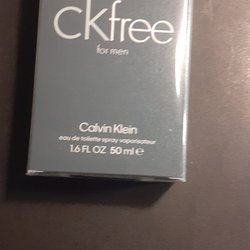 ckfree
for men
Calvin Klein
eau de toilette spray vaporisateur
1.6 FL OZ 50 ml ℮